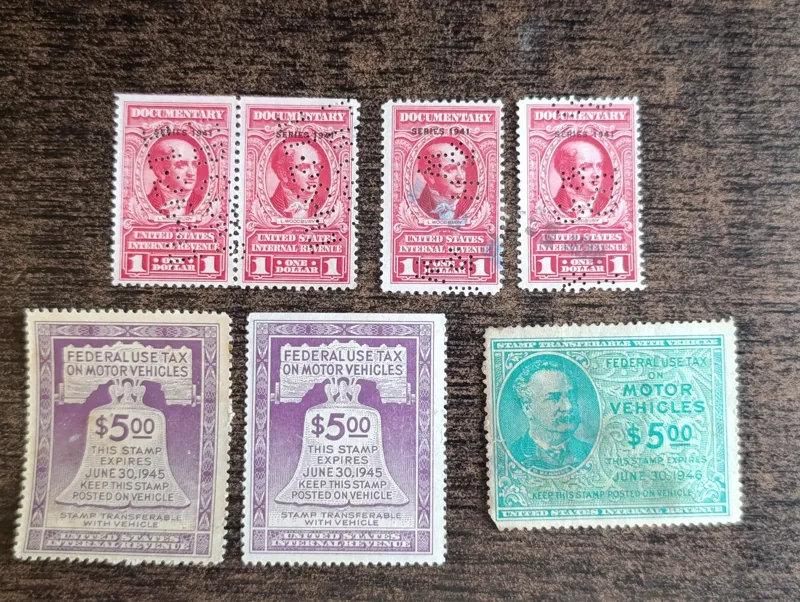 DOCUMENTARY
SERIES 1941
UNITED STATES
INTERNAL REVENUE
1 ONE DOLLAR 1
DOCUMENTARY
SERIES 1941
UNITED STATES
INTERNAL REVENUE
1 ONE DOLLAR 1
DOCUMENTARY
SERIES 1941
UNITED STATES
INTERNAL REVENUE
1 ONE DOLLAR 1
DOCUMENTARY
SERIES 1941
UNITED STATES
INTERNAL REVENUE
1 ONE DOLLAR 1
FEDERAL USE TAX
ON MOTOR VEHICLES
$5.00
THIS STAMP
EXPIRES
JUNE 30, 1945
KEEP THIS STAMP
POSTED ON VEHICLE
STAMP TRANSFERABLE
WITH VEHICLE
UNITED STATES
INTERNAL REVENUE
FEDERAL USE TAX
ON MOTOR VEHICLES
$5.00
THIS STAMP
EXPIRES
JUNE 30, 1945
KEEP THIS STAMP
POSTED ON VEHICLE
STAMP TRANSFERABLE
WITH VEHICLE
UNITED STATES
INTERNAL REVENUE
STAMP TRANSFERABLE WITH VEHICLE
FEDERAL USE TAX
ON
MOTOR
VEHICLES
$5.00
THIS STAMP EXPIRES
JUNE 30, 1946
KEEP THIS STAMP POSTED ON VEHICLE
UNITED STATES INTERNAL REVENUE